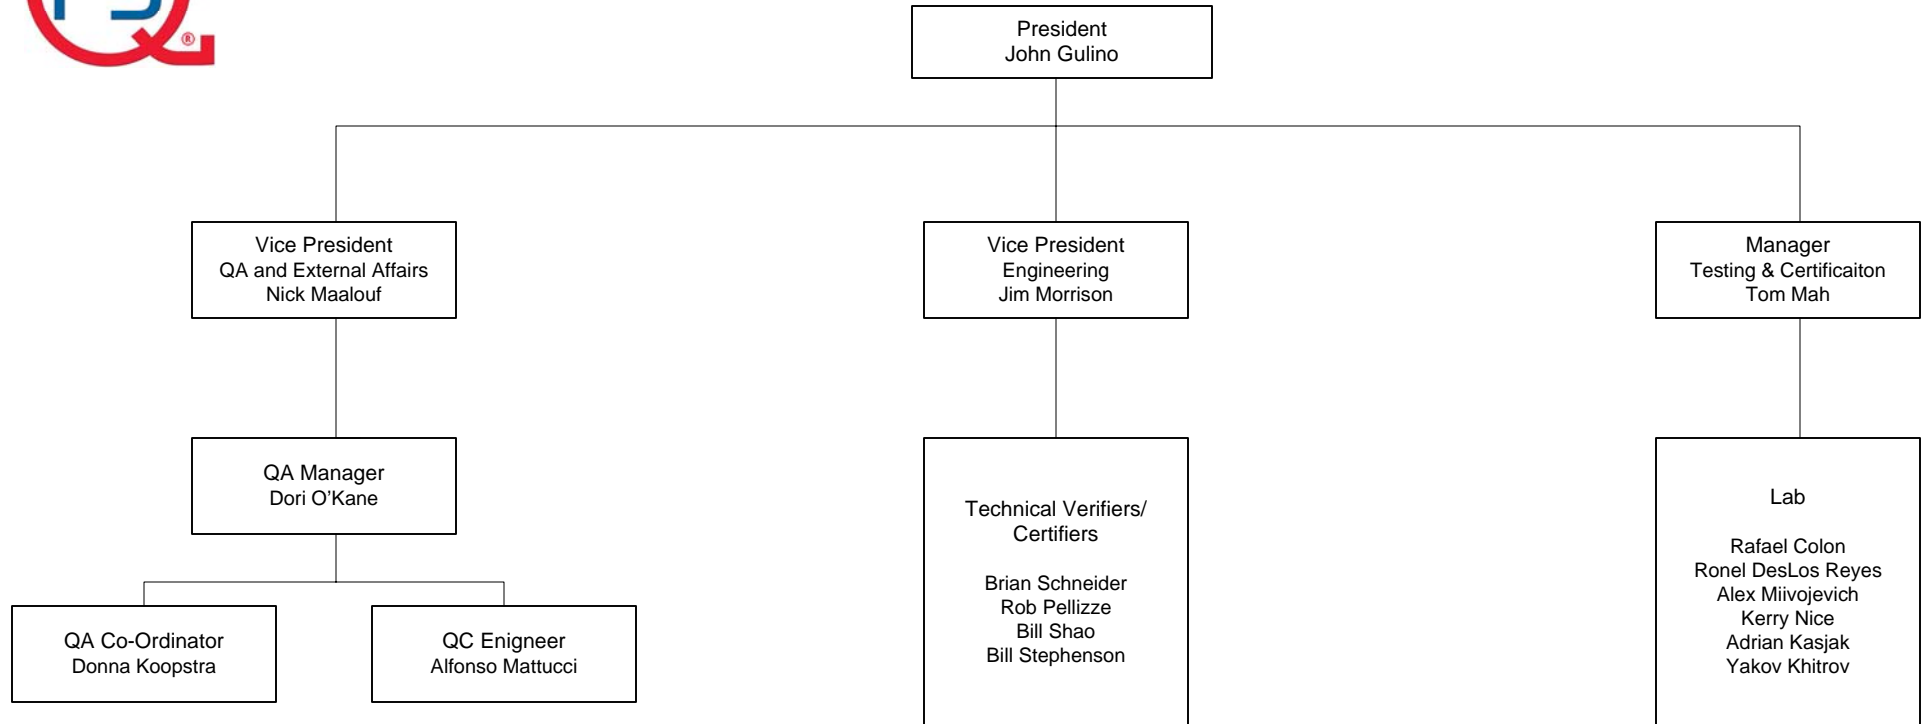 President
John Gulino
Vice President
QA and External Affairs
Nick Maalouf
Vice President
Engineering
Jim Morrison
Manager
Testing & Certificaiton
Tom Mah
QA Manager
Dori O’Kane
Technical Verifiers/
Certifiers
Brian Schneider
Rob Pellizze
Bill Shao
Bill Stephenson
Lab
Rafael Colon
Ronel DesLos Reyes
Alex Miivojevich
Kerry Nice
Adrian Kasjak
Yakov Khitrov
QA Co-Ordinator
Donna Koopstra
QC Enigneer
Alfonso Mattucci